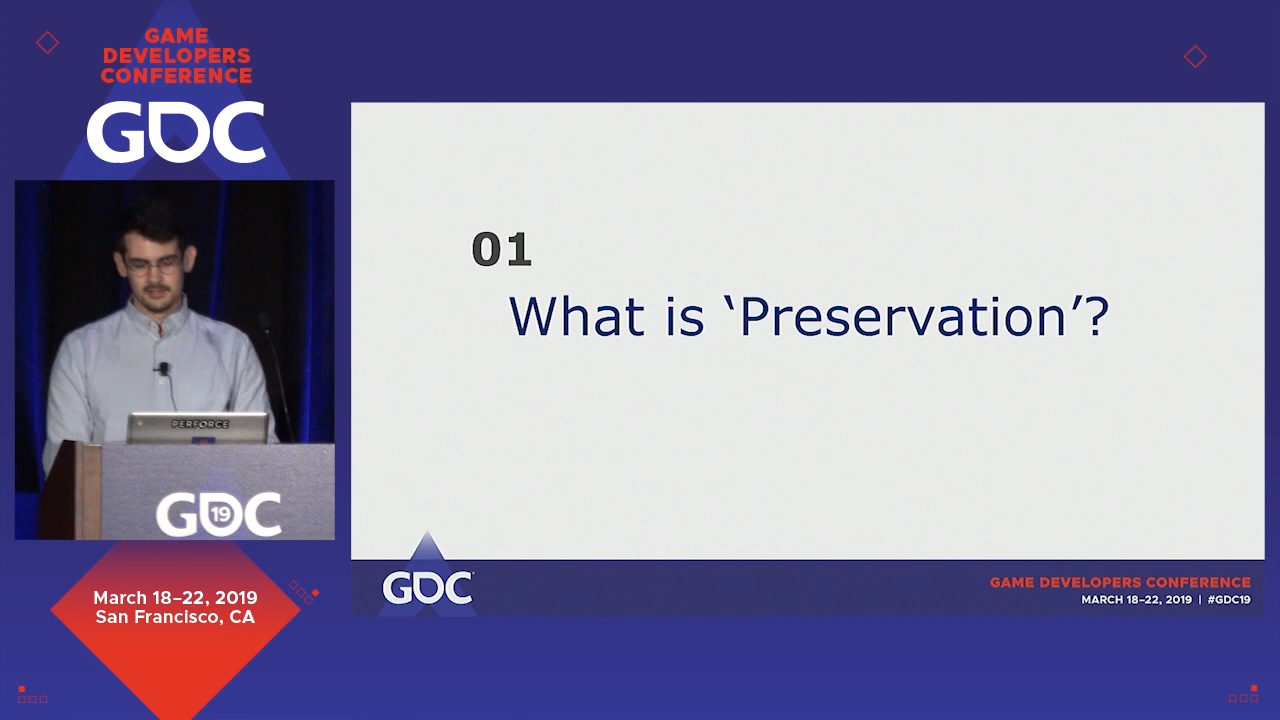 GAME
DEVELOPERS
CONFERENCE
GDC
PERFORCE
GDC
19
March 18–22, 2019
San Francisco, CA
01
What is ‘Preservation’?
GDC
GAME DEVELOPERS CONFERENCE
MARCH 18–22, 2019 | #GDC19